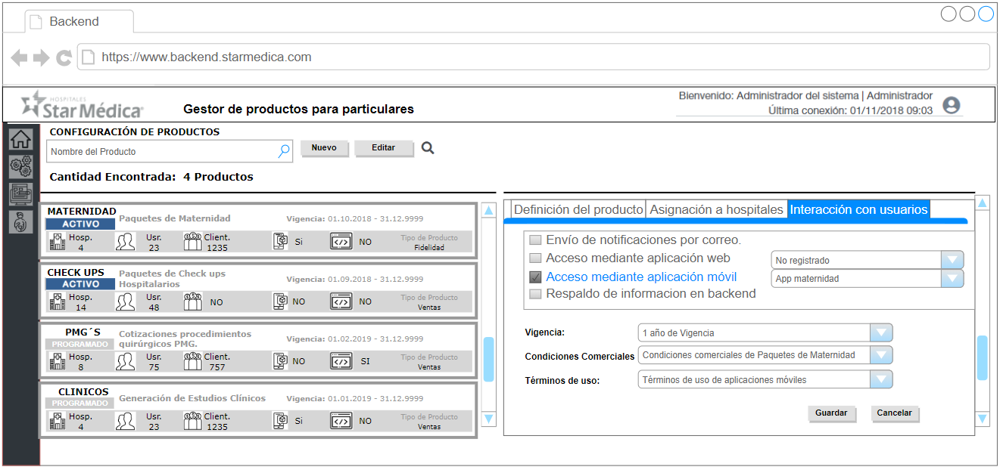 Backend
https://www.backend.starmedica.com
HOSPITALES
Star Médica
Gestor de productos para particulares
Bienvenido: Administrador del sistema | Administrador
Última conexión: 01/11/2018 09:03
CONFIGURACIÓN DE PRODUCTOS
Nombre del Producto
Nuevo
Editar
Cantidad Encontrada: 4 Productos
MATERNIDAD
ACTIVO
Paquetes de Maternidad
Vigencia: 01.10.2018 - 31.12.9999
Hosp.
4
Usr.
23
Client.
1235
Si
NO
Tipo de Producto
Fidelidad
CHECK UPS
ACTIVO
Paquetes de Check ups
Hospitalarios
Vigencia: 01.09.2018 - 31.12.9999
Hosp.
14
Usr.
48
NO
NO
NO
Tipo de Producto
Ventas
PMG´S
PROGRAMADO
Cotizaciones procedimientos
quirúrgicos PMG.
Vigencia: 01.02.2019 - 31.12.9999
Hosp.
8
Usr.
75
Client.
757
NO
SI
Tipo de Producto
Ventas
CLINICOS
PROGRAMADO
Generación de Estudios Clínicos
Vigencia: 01.01.2019 - 31.12.9999
Hosp.
4
Usr.
23
Client.
1235
Si
NO
Tipo de Producto
Ventas
Definición del producto
Asignación a hospitales
Interacción con usuarios
Envío de notificaciones por correo.
Acceso mediante aplicación web
No registrado
Acceso mediante aplicación móvil
App maternidad
Respaldo de informacion en backend
Vigencia:
1 año de Vigencia
Condiciones Comerciales
Condiciones comerciales de Paquetes de Maternidad
Términos de uso:
Términos de uso de aplicaciones móviles
Guardar
Cancelar